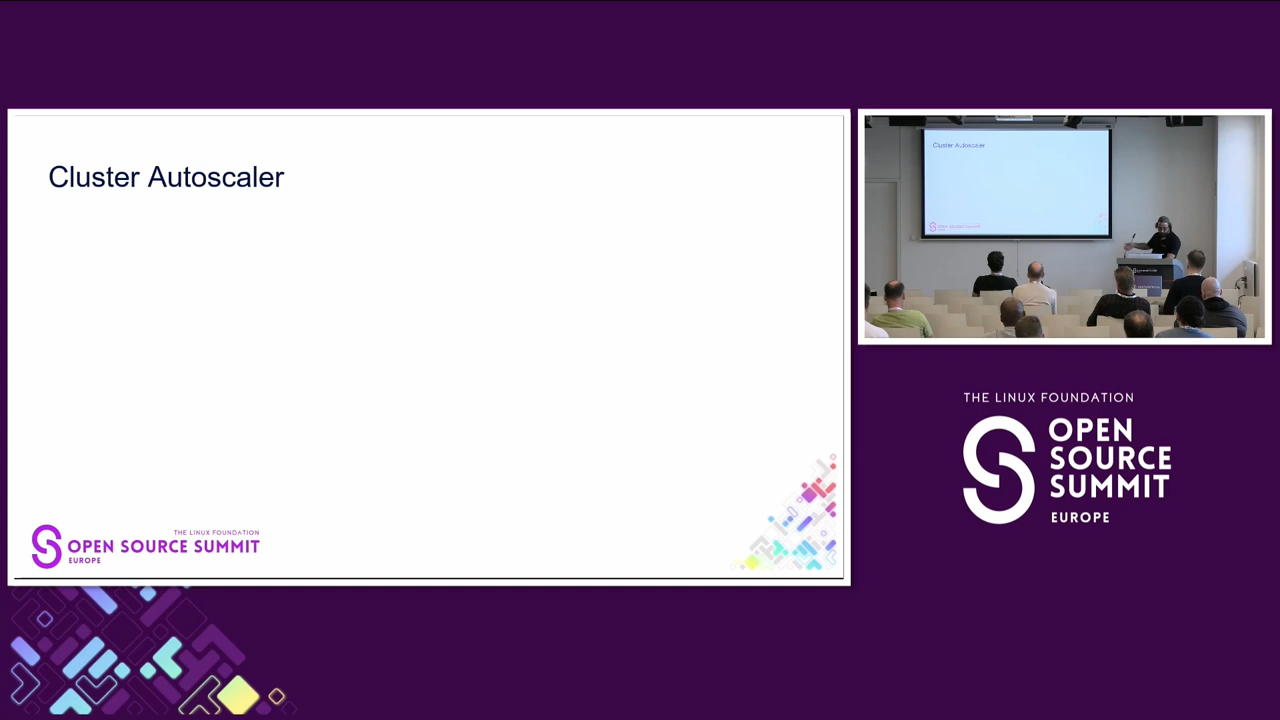 Cluster Autoscaler
THE LINUX FOUNDATION
OPEN SOURCE SUMMIT
EUROPE
Cluster Autoscaler
THE LINUX FOUNDATION
OPEN
SOURCE
SUMMIT
EUROPE